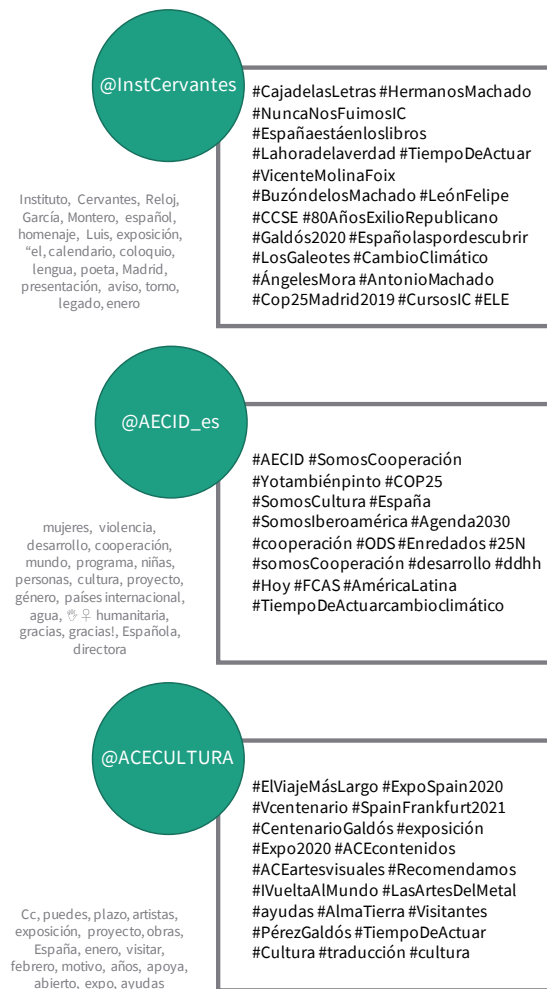 @InstCervantes
#CajadelasLetras #HermanosMachado
#NuncaNosFuimosIC
#Españaestáenloslibros
#Lahoradelaverdad #TiempoDeActuar
#VicenteMolinaFoix
#BuzóndelosMachado #LeónFelipe
#CCSE #80AñosExilioRepublicano
#Galdós2020 #Españolaspordescubrir
#LosGaleotes #CambioClimático
#ÁngelesMora #AntonioMachado
#Cop25Madrid2019 #CursosIC #ELE
Instituto, Cervantes, Reloj,
García, Montero, español,
homenaje, Luis, exposición,
“el, calendario, coloquio,
lengua, poeta, Madrid,
presentación, aviso, torno,
legado, enero
@AECID_es
#AECID #SomosCooperación
#Yotambiénpinto #COP25
#SomosCultura #España
#SomosIberoamérica #Agenda2030
#cooperación #ODS #Enredados #25N
#somosCooperación #desarrollo #ddhh
#Hoy #FCAS #AméricaLatina
#TiempoDeActuarcambioclimático
mujeres, violencia,
desarrollo, cooperación,
mundo, programa, niñas,
personas, cultura, proyecto,
género, países internacional,
agua, 👌♀ humanitaria,
gracias, gracias!, Española,
directora
@ACECULTURA
#ElViajeMásLargo #ExpoSpain2020
#Vcentenario #SpainFrankfurt2021
#CentenarioGaldós #exposición
#Expo2020 #ACEcontenidos
#ACEartesvisuales #Recomendamos
#IVueltaAlMundo #LasArtesDelMetal
#ayudas #AlmaTierra #Visitantes
#PérezGaldós #TiempoDeActuar
#Cultura #traducción #cultura
Cc, puedes, plazo, artistas,
exposición, proyecto, obras,
España, enero, visitar,
febrero, motivo, años, apoya,
abierto, expo, ayudas